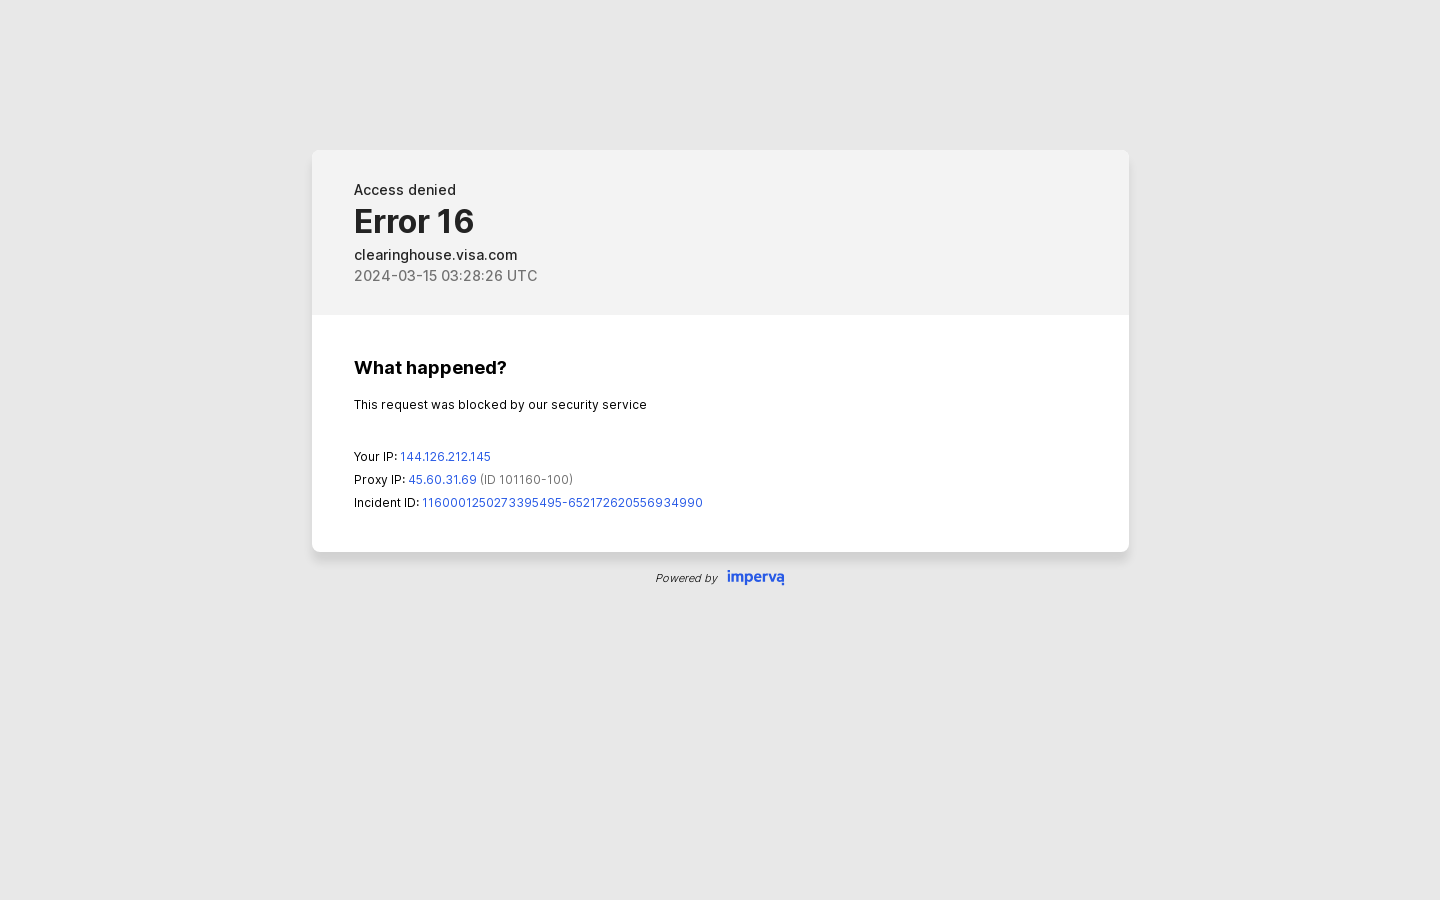 Access denied
Error 16
clearinghouse.visa.com
2024-03-15 03:28:26 UTC
What happened?
This request was blocked by our security service
Your IP: 144.126.212.145
Proxy IP: 45.60.31.69 (ID 101160-100)
Incident ID: 1160001250273395495-652172620556934990
Powered by imperva